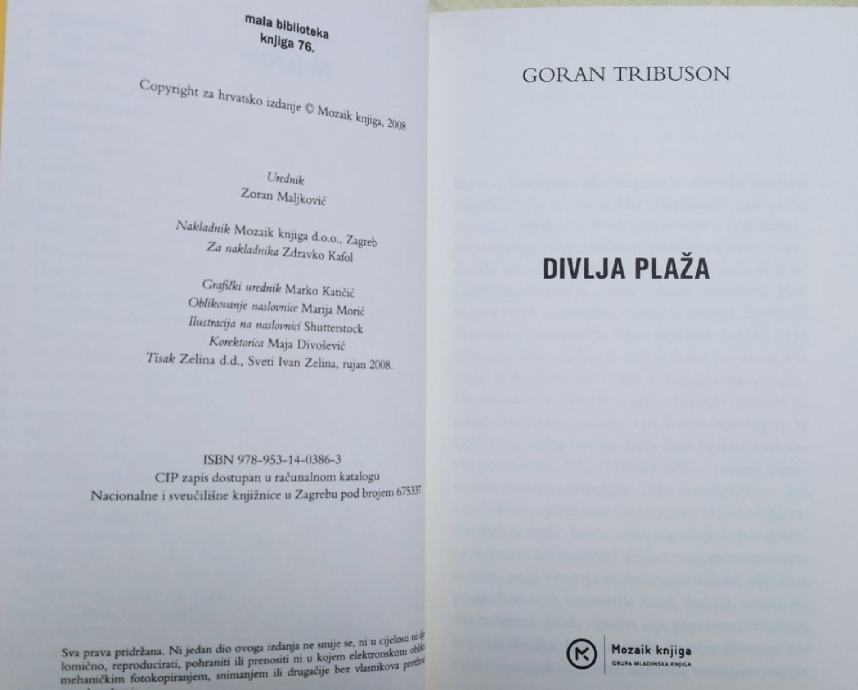 mala biblioteka
knjiga 76.
Copyright za hrvatsko izdanje © Mozaik knjiga, 2008
Urednik
Zoran Maljković
Nakladnik Mozaik knjiga d.o.o., Zagreb
Za nakladnika Zdravko Kafol
Grafički urednik Marko Katičić
Oblikovanje naslovnice Marija Morić
Ilustracija na naslovnici Shutterstock
Korektorica Maja Divošević
Tisak Zelina d.d., Sveti Ivan Zelina, rujan 2008.
ISBN 978-953-14-0386-3
CIP zapis dostupan u računalnom katalogu
Nacionalne i sveučilišne knjižnice u Zagrebu pod brojem 675337
Sva prava pridržana. Ni jedan dio ovoga izdanja ne smije se, ni u cijelosti ni
lomično, reproducirati, pohraniti ili prenositi ni u kojem elektronskom
mehaničkim fotokopiranjem, snimanjem ili drugačije bez vlasnikova
GORAN TRIBUSON
DIVLJA PLAŽA
Mozaik knjiga
GRUPA MLADINSKA KNJIGA